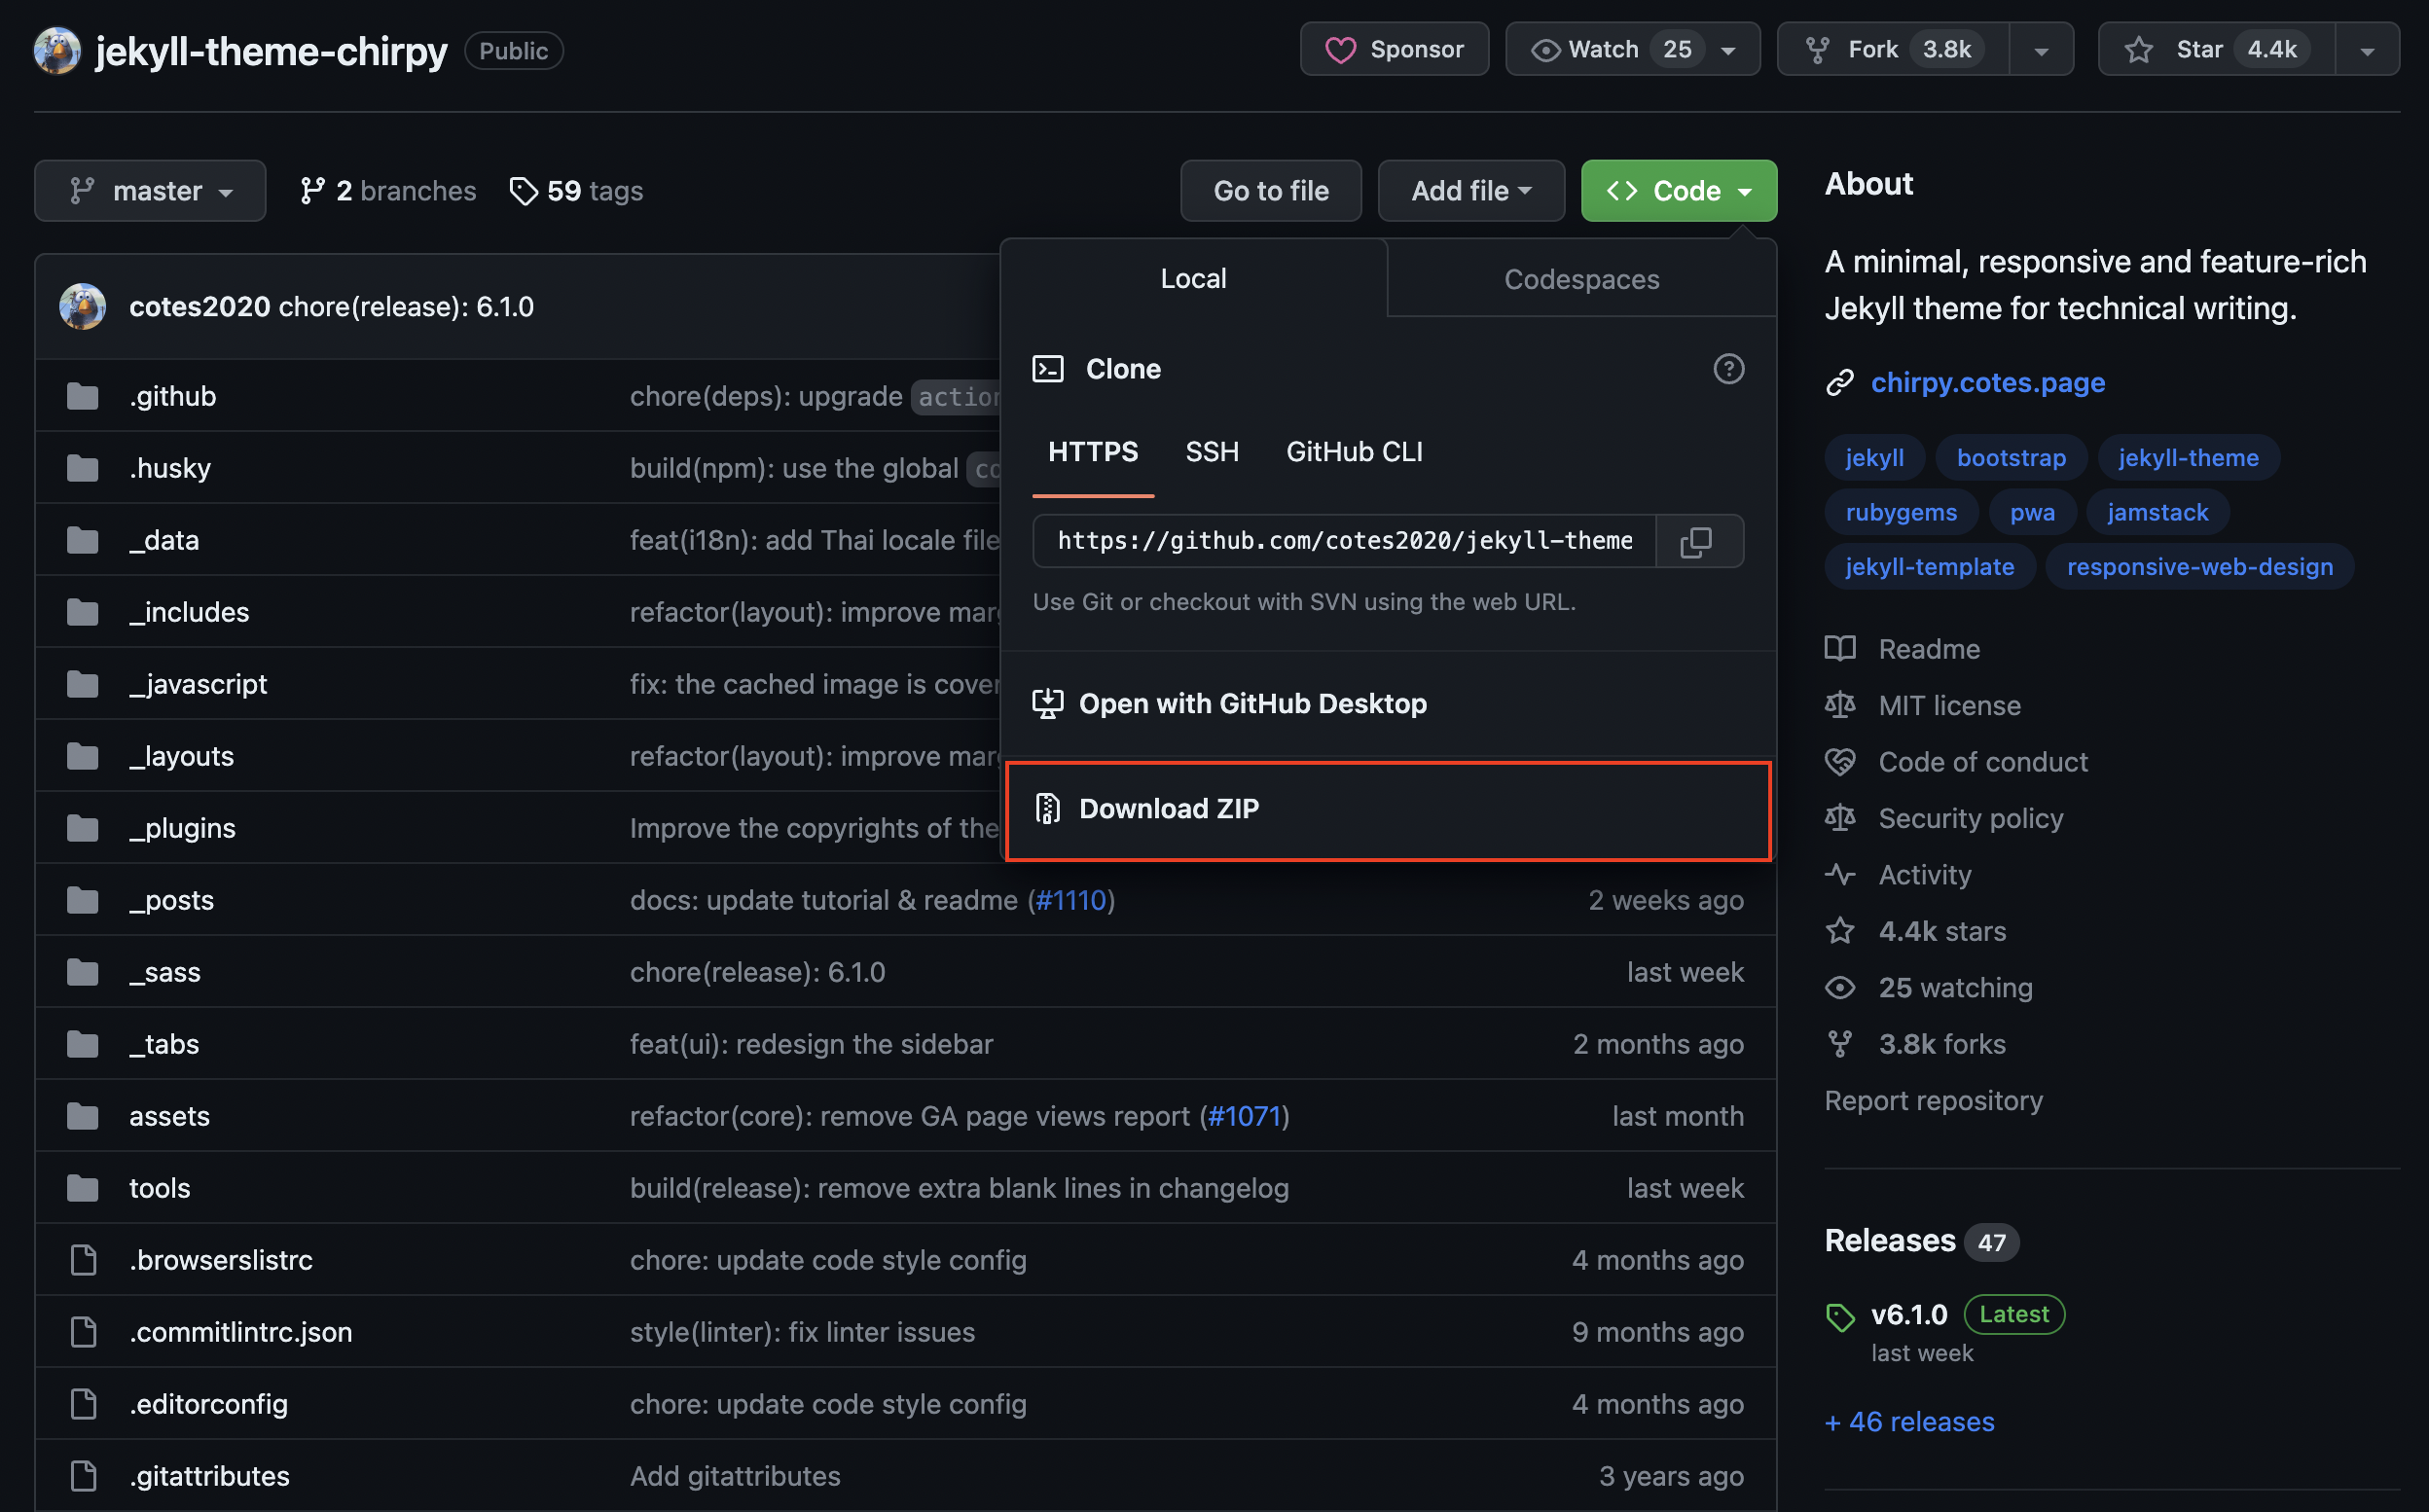 jekyll-theme-chirpy Public Sponsor Watch 25 Fork 3.8k Star 4.4k
master 2 branches 59 tags Go to file Add file Code
cotes2020 chore(release): 6.1.0
.github chore(deps): upgrade
.husky build(npm): use the global
_data feat(i18n): add Thai locale file
_includes refactor(layout): improve
_javascript fix: the cached image is
_layouts refactor(layout): improve
_plugins Improve the copyrights of the
_posts docs: update tutorial & readme (#1110) 2 weeks ago
_sass chore(release): 6.1.0 last week
_tabs feat(ui): redesign the sidebar 2 months ago
assets refactor(core): remove GA page views report (#1071) last month
tools build(release): remove extra blank lines in changelog last week
.browserslistrc chore: update code style config 4 months ago
.commitlintrc.json style(linter): fix linter issues 9 months ago
.editorconfig chore: update code style config 4 months ago
.gitattributes Add gitattributes 3 years ago
Local Codespaces
Clone
HTTPS SSH GitHub CLI
https://github.com/cotes2020/jekyll-theme
Use Git or checkout with SVN using the web URL.
Open with GitHub Desktop
Download ZIP
About
A minimal, responsive and feature-rich
Jekyll theme for technical writing.
chirpy.cotes.page
jekyll bootstrap jekyll-theme
rubygems pwa jamstack
jekyll-template responsive-web-design
Readme
MIT license
Code of conduct
Security policy
Activity
4.4k stars
25 watching
3.8k forks
Report repository
Releases 47
v6.1.0 Latest
last week
+ 46 releases